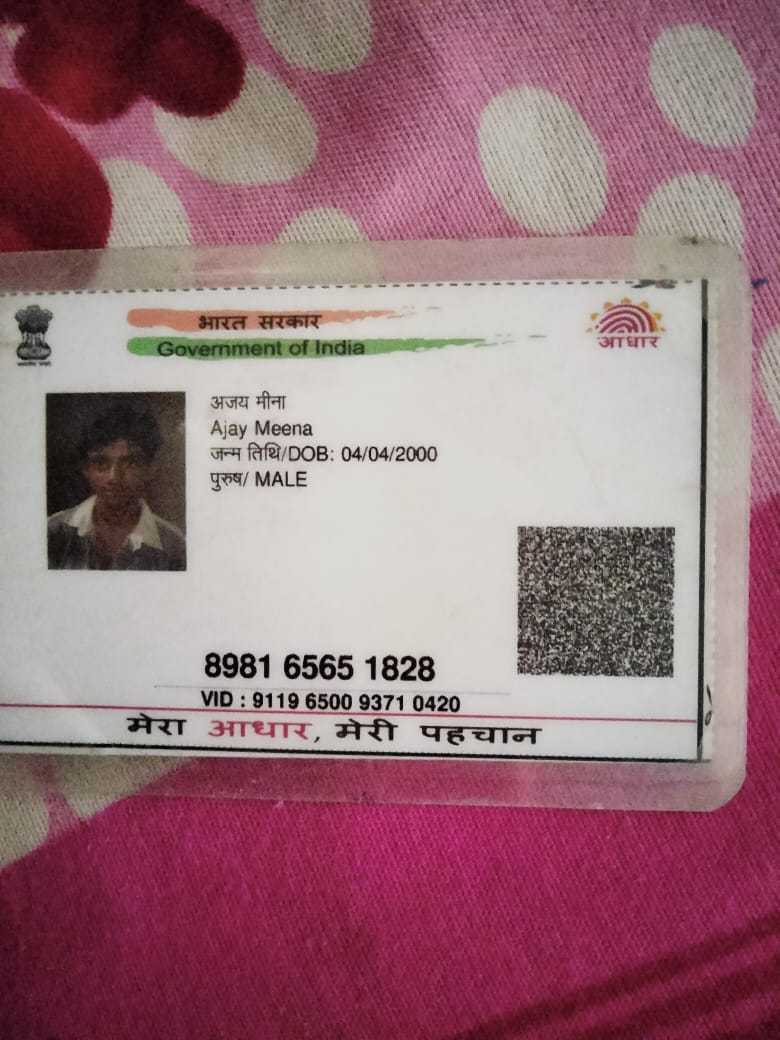 भारत सरकार
Government of India
आधार
अजय मीना
Ajay Meena
जन्म तिथि/DOB: 04/04/2000
पुरुष/ MALE
8981 6565 1828
VID : 9119 6500 9371 0420
मेरा आधार, मेरी पहचान